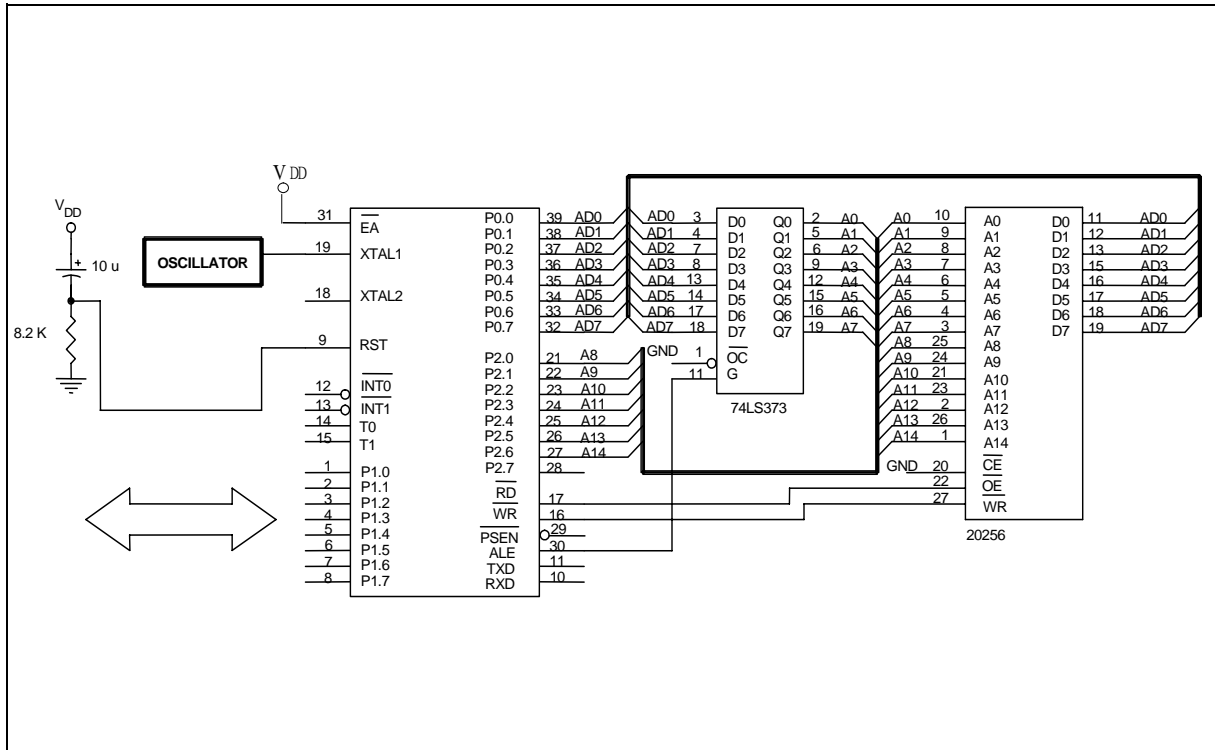 V DD
VDD
10 u
8.2 K
OSCILLATOR
31 EA
19 XTAL1
18 XTAL2
9 RST
12 INT0
13 INT1
14 T0
15 T1
1 P1.0
2 P1.1
3 P1.2
4 P1.3
5 P1.4
6 P1.5
7 P1.6
8 P1.7
P0.0 39 AD0
P0.1 38 AD1
P0.2 37 AD2
P0.3 36 AD3
P0.4 35 AD4
P0.5 34 AD5
P0.6 33 AD6
P0.7 32 AD7
P2.0 21 A8
P2.1 22 A9
P2.2 23 A10
P2.3 24 A11
P2.4 25 A12
P2.5 26 A13
P2.6 27 A14
P2.7 28
RD 17
WR 16
PSEN 29
ALE 30
TXD 11
RXD 10
AD0 3 D0 Q0 2 A0
AD1 4 D1 Q1 5 A1
AD2 7 D2 Q2 6 A2
AD3 8 D3 Q3 9 A3
AD4 13 D4 Q4 12 A4
AD5 14 D5 Q5 15 A5
AD6 17 D6 Q6 16 A6
AD7 18 D7 Q7 19 A7
GND 1 OC
11 G
74LS373
A0 10 A0 D0 11 AD0
A1 9 A1 D1 12 AD1
A2 8 A2 D2 13 AD2
A3 7 A3 D3 15 AD3
A4 6 A4 D4 16 AD4
A5 5 A5 D5 17 AD5
A6 4 A6 D6 18 AD6
A7 3 A7 D7 19 AD7
A8 25 A8
A9 24 A9
A10 21 A10
A11 23 A11
A12 2 A12
A13 26 A13
A14 1 A14
GND 20 CE
22 OE
27 WR
20256